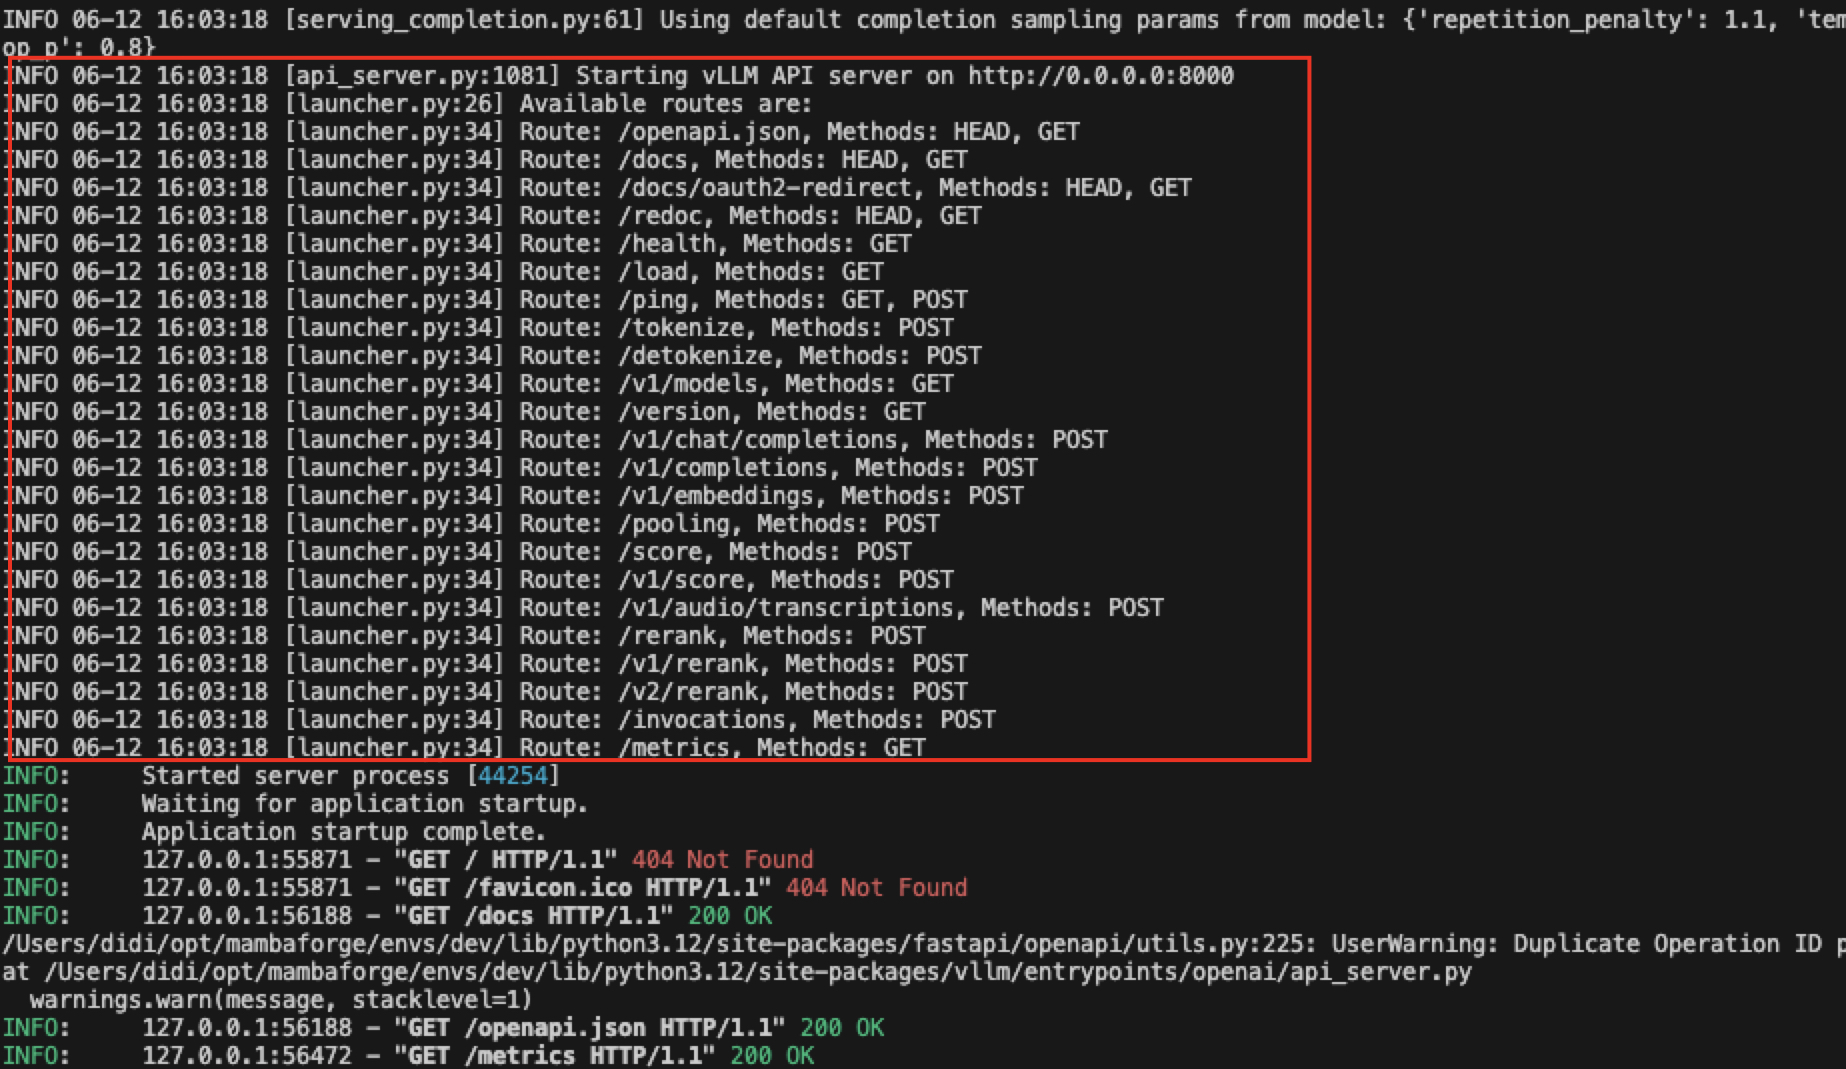 INFO 06-12 16:03:18 [serving_completion.py:61] Using default completion sampling params from model: {'repetition_penalty': 1.1, 'tem
op_p': 0.8}
INFO 06-12 16:03:18 [api_server.py:1081] Starting vLLM API server on http://0.0.0.0:8000
INFO 06-12 16:03:18 [launcher.py:26] Available routes are:
INFO 06-12 16:03:18 [launcher.py:34] Route: /openapi.json, Methods: HEAD, GET
INFO 06-12 16:03:18 [launcher.py:34] Route: /docs, Methods: HEAD, GET
INFO 06-12 16:03:18 [launcher.py:34] Route: /docs/oauth2-redirect, Methods: HEAD, GET
INFO 06-12 16:03:18 [launcher.py:34] Route: /redoc, Methods: HEAD, GET
INFO 06-12 16:03:18 [launcher.py:34] Route: /health, Methods: GET
INFO 06-12 16:03:18 [launcher.py:34] Route: /load, Methods: GET
INFO 06-12 16:03:18 [launcher.py:34] Route: /ping, Methods: GET, POST
INFO 06-12 16:03:18 [launcher.py:34] Route: /tokenize, Methods: POST
INFO 06-12 16:03:18 [launcher.py:34] Route: /detokenize, Methods: POST
INFO 06-12 16:03:18 [launcher.py:34] Route: /v1/models, Methods: GET
INFO 06-12 16:03:18 [launcher.py:34] Route: /version, Methods: GET
INFO 06-12 16:03:18 [launcher.py:34] Route: /v1/chat/completions, Methods: POST
INFO 06-12 16:03:18 [launcher.py:34] Route: /v1/completions, Methods: POST
INFO 06-12 16:03:18 [launcher.py:34] Route: /v1/embeddings, Methods: POST
INFO 06-12 16:03:18 [launcher.py:34] Route: /pooling, Methods: POST
INFO 06-12 16:03:18 [launcher.py:34] Route: /score, Methods: POST
INFO 06-12 16:03:18 [launcher.py:34] Route: /v1/score, Methods: POST
INFO 06-12 16:03:18 [launcher.py:34] Route: /v1/audio/transcriptions, Methods: POST
INFO 06-12 16:03:18 [launcher.py:34] Route: /rerank, Methods: POST
INFO 06-12 16:03:18 [launcher.py:34] Route: /v1/rerank, Methods: POST
INFO 06-12 16:03:18 [launcher.py:34] Route: /v2/rerank, Methods: POST
INFO 06-12 16:03:18 [launcher.py:34] Route: /invocations, Methods: POST
INFO 06-12 16:03:18 [launcher.py:34] Route: /metrics, Methods: GET
INFO:     Started server process [44254]
INFO:     Waiting for application startup.
INFO:     Application startup complete.
INFO:     127.0.0.1:55871 - "GET / HTTP/1.1" 404 Not Found
INFO:     127.0.0.1:55871 - "GET /favicon.ico HTTP/1.1" 404 Not Found
INFO:     127.0.0.1:56188 - "GET /docs HTTP/1.1" 200 OK
/Users/didi/opt/mambaforge/envs/dev/lib/python3.12/site-packages/fastapi/openapi/utils.py:225: UserWarning: Duplicate Operation ID p
at /Users/didi/opt/mambaforge/envs/dev/lib/python3.12/site-packages/vllm/entrypoints/openai/api_server.py
  warnings.warn(message, stacklevel=1)
INFO:     127.0.0.1:56188 - "GET /openapi.json HTTP/1.1" 200 OK
INFO:     127.0.0.1:56472 - "GET /metrics HTTP/1.1" 200 OK